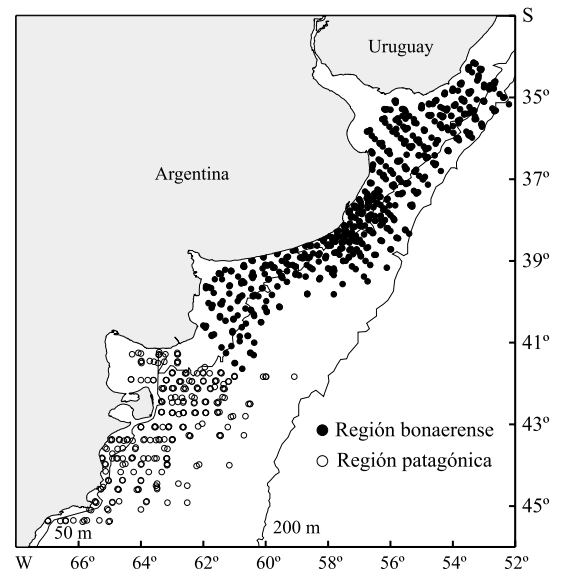 S
Uruguay
35º
Argentina
37º
39º
41º
43º
Región bonaerense
Región patagónica
45º
50 m
200 m
W 66º 64º 62º 60º 58º 56º 54º 52º